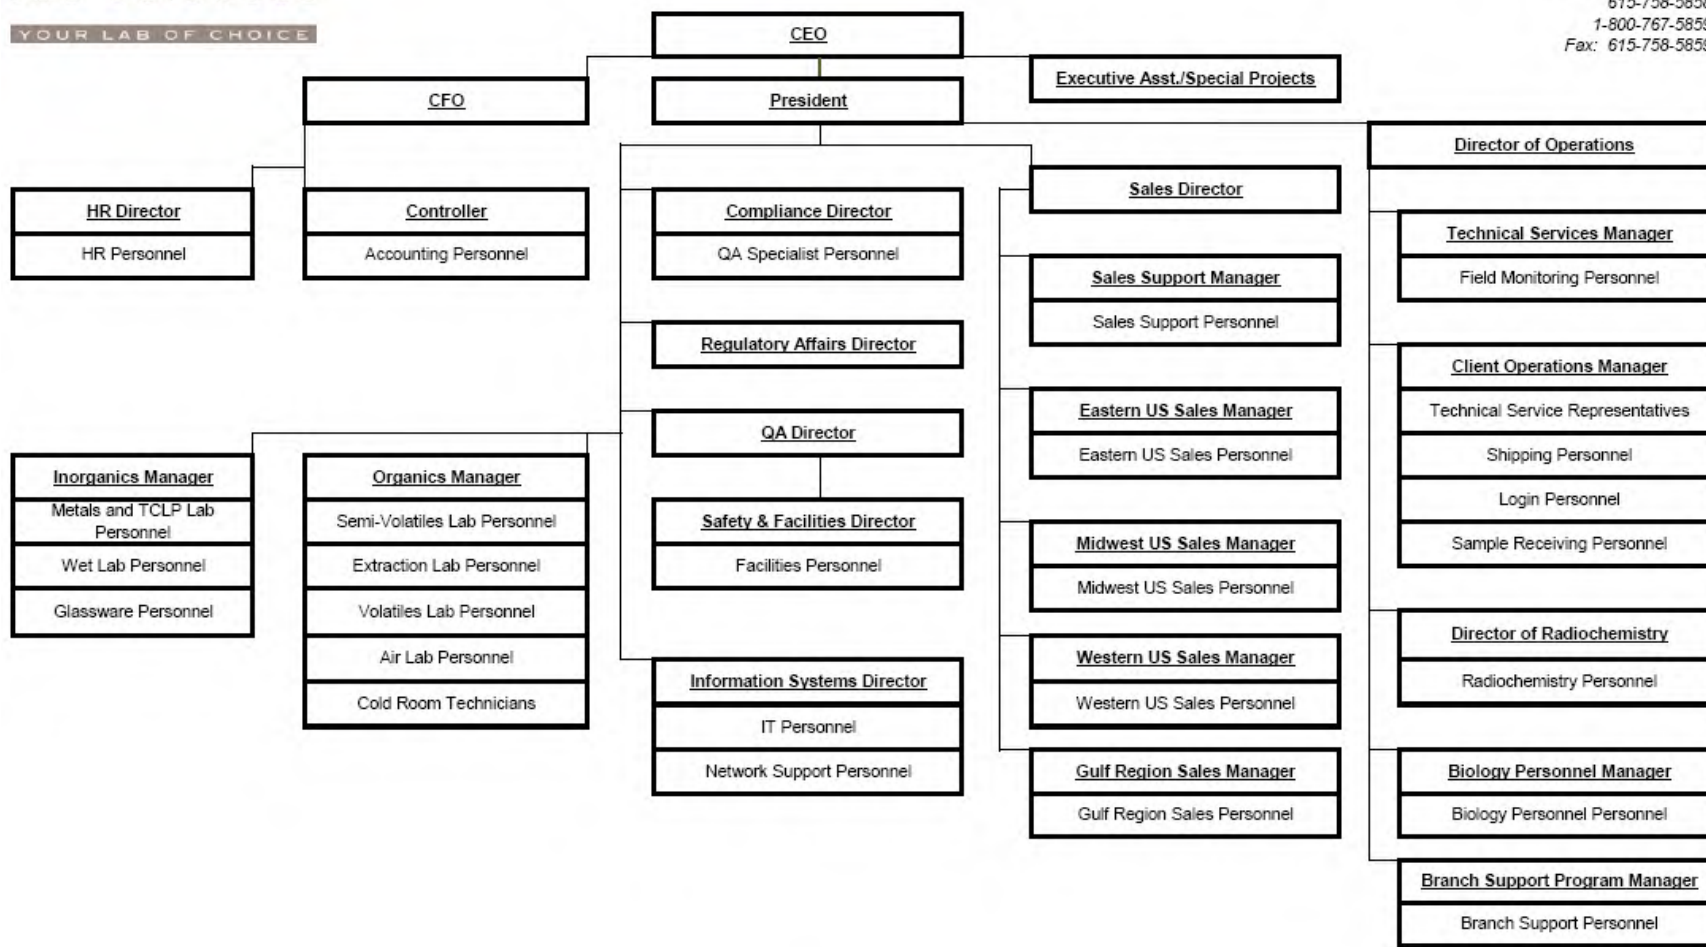 YOUR LAB OF CHOICE
615-758-5858
1-800-767-5859
Fax: 615-758-5859
CEO
Executive Asst./Special Projects
CFO
President
Director of Operations
HR Director
HR Personnel
Controller
Accounting Personnel
Compliance Director
QA Specialist Personnel
Regulatory Affairs Director
QA Director
Safety & Facilities Director
Facilities Personnel
Information Systems Director
IT Personnel
Network Support Personnel
Inorganics Manager
Metals and TCLP Lab
Personnel
Wet Lab Personnel
Glassware Personnel
Organics Manager
Semi-Volatiles Lab Personnel
Extraction Lab Personnel
Volatiles Lab Personnel
Air Lab Personnel
Cold Room Technicians
Sales Director
Sales Support Manager
Sales Support Personnel
Eastern US Sales Manager
Eastern US Sales Personnel
Midwest US Sales Manager
Midwest US Sales Personnel
Western US Sales Manager
Western US Sales Personnel
Gulf Region Sales Manager
Gulf Region Sales Personnel
Technical Services Manager
Field Monitoring Personnel
Client Operations Manager
Technical Service Representatives
Shipping Personnel
Login Personnel
Sample Receiving Personnel
Director of Radiochemistry
Radiochemistry Personnel
Biology Personnel Manager
Biology Personnel Personnel
Branch Support Program Manager
Branch Support Personnel